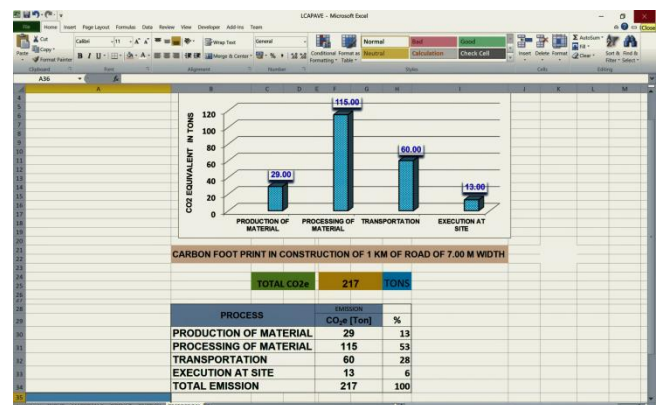 LCAPAVE - Microsoft Excel
File Home Insert Page Layout Formulas Data Review View Developer Add-Ins Team
Close
Cut
Copy
Format Painter
Paste
Calibri 11
B I U
Wrap Text
Merge & Center
General
Conditional Formatting
Format as Table
Normal Bad Good
Neutral Calculation Check Cell
Insert Delete Format
AutoSum
Fill
Clear
Sort & Filter
Find & Select
Clipboard Font Alignment Number Styles Cells Editing
A36
A B C D E F G H I J K L M
CO2 EQUIVALENT IN TONS
120
100
80
60
40
20
0
29.00
115.00
60.00
13.00
PRODUCTION OF MATERIAL
PROCESSING OF MATERIAL
TRANSPORTATION
EXECUTION AT SITE
CARBON FOOT PRINT IN CONSTRUCTION OF 1 KM OF ROAD OF 7.00 M WIDTH
TOTAL CO2e 217 TONS
PROCESS EMISSION CO₂e [Ton] %
PRODUCTION OF MATERIAL 29 13
PROCESSING OF MATERIAL 115 53
TRANSPORTATION 60 28
EXECUTION AT SITE 13 6
TOTAL EMISSION 217 100